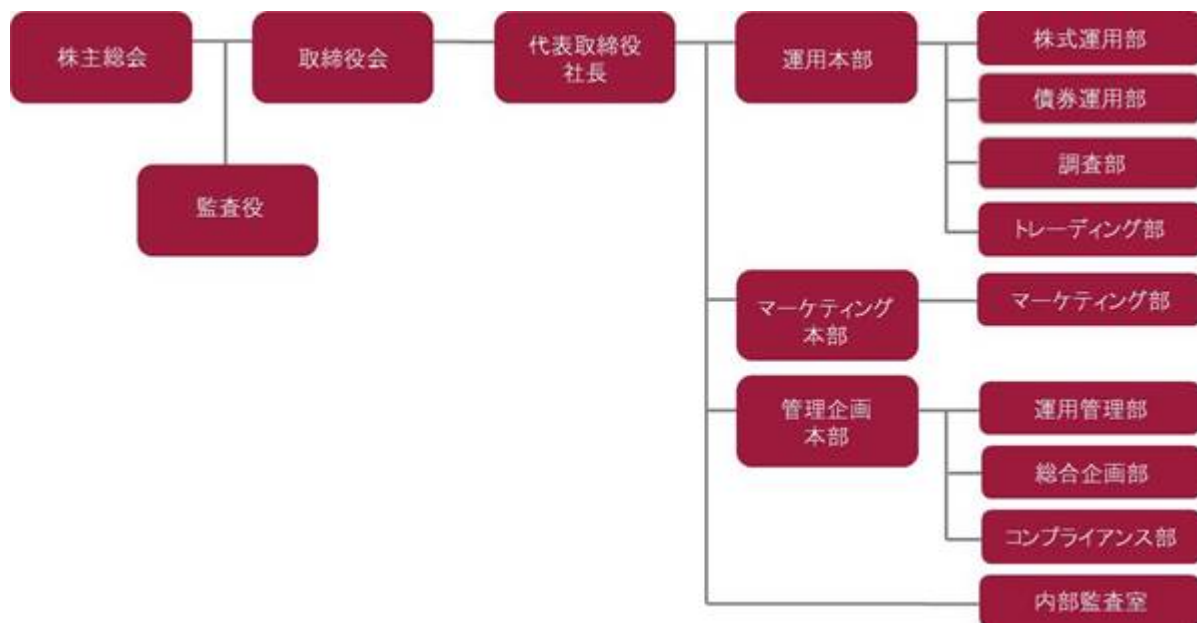 株主総会
取締役会
代表取締役
社長
監査役
運用本部
株式運用部
債券運用部
調査部
トレーディング部
マーケティング
本部
マーケティング部
管理企画
本部
運用管理部
総合企画部
コンプライアンス部
内部監査室